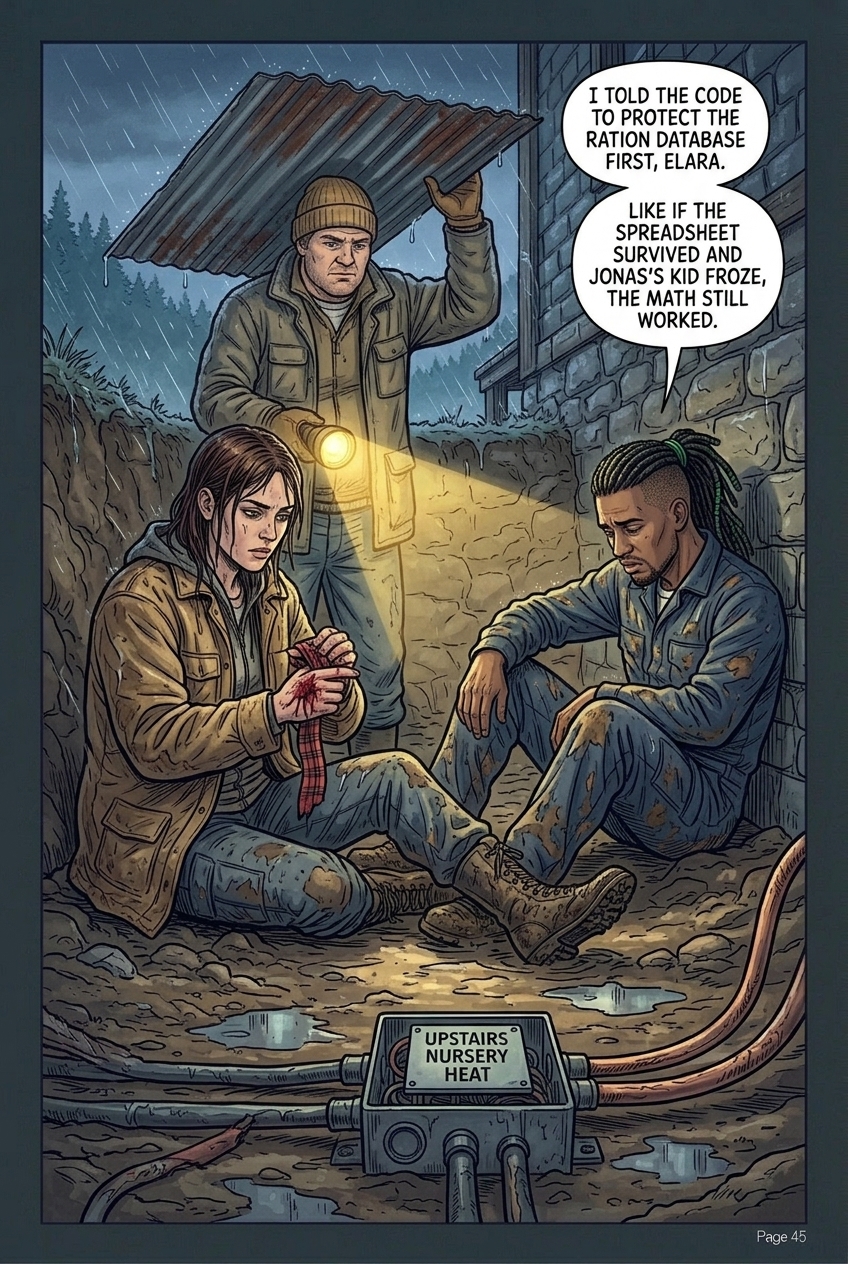 I TOLD THE CODE
TO PROTECT THE
RATION DATABASE
FIRST, ELARA.
LIKE IF THE
SPREADSHEET
SURVIVED AND
JONAS'S KID FROZE,
THE MATH STILL
WORKED.
UPSTAIRS
NURSERY
HEAT
Page 45